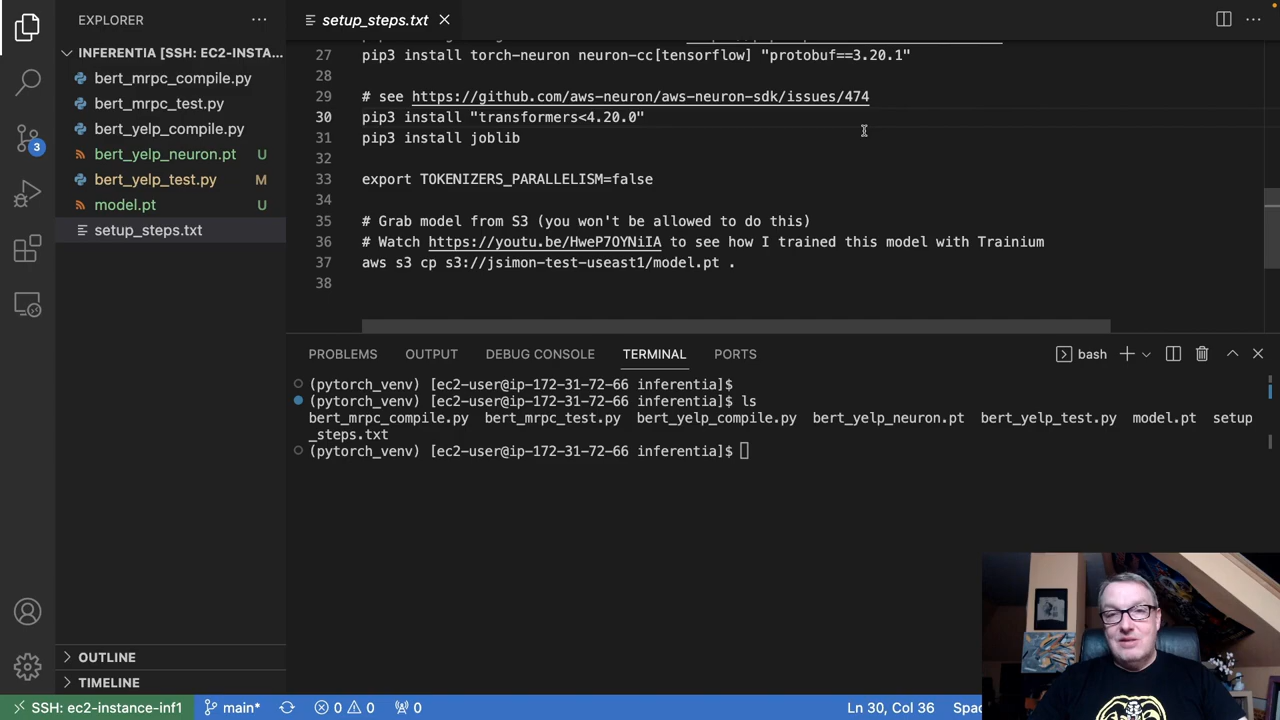 EXPLORER
setup_steps.txt
INFERENTIA [SSH: EC2-INSTA...
bert_mrpc_compile.py
bert_mrpc_test.py
bert_yelp_compile.py
bert_yelp_neuron.pt U
bert_yelp_test.py M
model.pt U
setup_steps.txt
3
OUTLINE
TIMELINE
27 pip3 install torch-neuron neuron-cc[tensorflow] "protobuf==3.20.1"
28
29 # see https://github.com/aws-neuron/aws-neuron-sdk/issues/474
30 pip3 install "transformers<4.20.0"
31 pip3 install joblib
32
33 export TOKENIZERS_PARALLELISM=false
34
35 # Grab model from S3 (you won't be allowed to do this)
36 # Watch https://youtu.be/HweP7OYNiIA to see how I trained this model with Trainium
37 aws s3 cp s3://jsimon-test-useast1/model.pt .
38
PROBLEMS OUTPUT DEBUG CONSOLE TERMINAL PORTS bash
(pytorch_venv) [ec2-user@ip-172-31-72-66 inferentia]$
(pytorch_venv) [ec2-user@ip-172-31-72-66 inferentia]$ ls
bert_mrpc_compile.py bert_mrpc_test.py bert_yelp_compile.py bert_yelp_neuron.pt bert_yelp_test.py model.pt setup
_steps.txt
(pytorch_venv) [ec2-user@ip-172-31-72-66 inferentia]$
SSH: ec2-instance-inf1 main* 0 0 0 Ln 30, Col 36 Spac